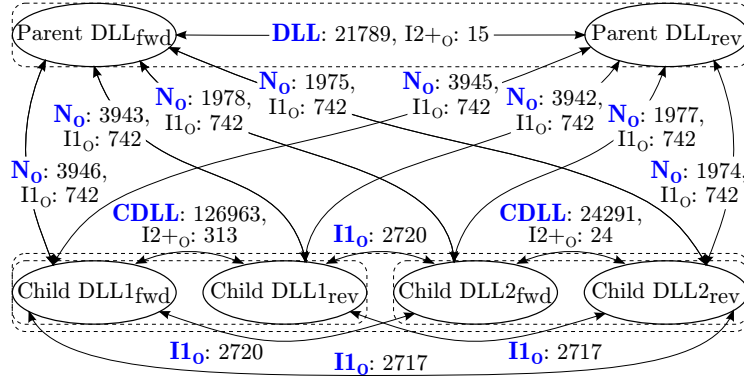 Parent DLLfwd
DLL: 21789, I2+O: 15
Parent DLLrev
NO: 3943,
I1O: 742
NO: 1978,
I1O: 742
NO: 1975,
I1O: 742
NO: 3945,
I1O: 742
NO: 3942,
I1O: 742
NO: 1977,
I1O: 742
NO: 3946,
I1O: 742
NO: 1974,
I1O: 742
CDLL: 126963,
I2+O: 313
I1O: 2720
CDLL: 24291,
I2+O: 24
Child DLL1fwd
Child DLL1rev
Child DLL2fwd
Child DLL2rev
I1O: 2720
I1O: 2717
I1O: 2717